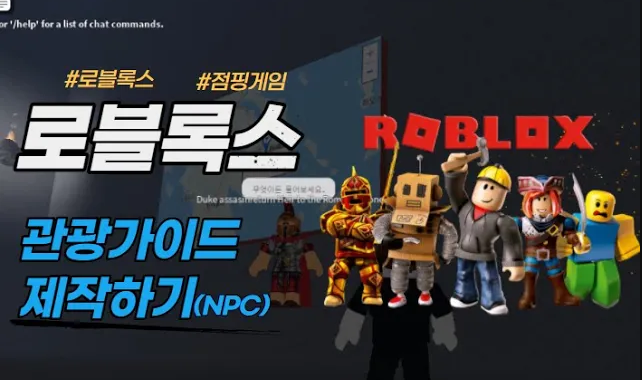 or '/help' for a list of chat commands.
#로블록스 #점핑게임
로블록스
ROBLOX
무엇이든 물어보세요.
관광가이드
제작하기(NPC)